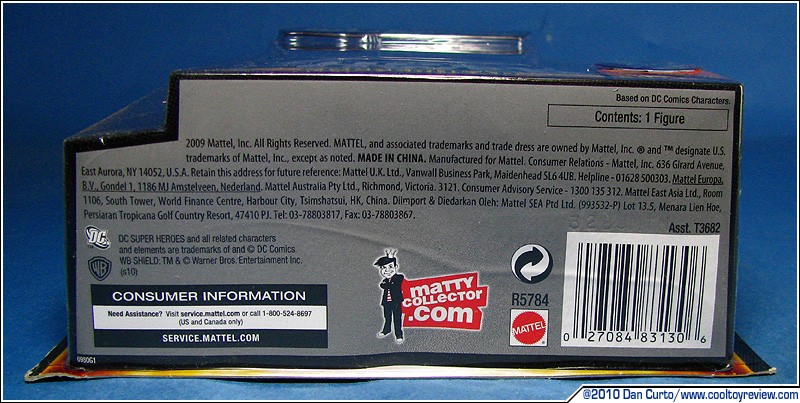 Based on DC Comics Characters.
Contents: 1 Figure
2009 Mattel, Inc. All Rights Reserved. MATTEL, and associated trademarks and trade dress are owned by Mattel, Inc. ® and ™ designate U.S.
trademarks of Mattel, Inc., except as noted. MADE IN CHINA. Manufactured for Mattel. Consumer Relations - Mattel, Inc. 636 Girard Avenue,
East Aurora, NY 14052, U.S.A. Retain this address for future reference: Mattel U.K. Ltd., Vanwall Business Park, Maidenhead SL6 4UB. Helpline - 01628 500303. Mattel Europa,
B.V., Gondel 1, 1186 MJ Amstelveen, Nederland. Mattel Australia Pty Ltd., Richmond, Victoria. 3121. Consumer Advisory Service - 1300 135 312. Mattel East Asia Ltd., Room
1106, South Tower, World Finance Centre, Harbour City, Tsimshatsui, HK, China. Diimport & Diedarkan Oleh: Mattel SEA Ptd Ltd. (993532-P) Lot 13.5, Menara Lien Hoe,
Persiaran Tropicana Golf Country Resort, 47410 PJ. Tel: 03-78803817, Fax: 03-78803867.
Asst. T3682
DC
DC SUPER HEROES and all related characters
and elements are trademarks of and © DC Comics.
WB SHIELD: TM & © Warner Bros. Entertainment Inc.
(s10)
WB
CONSUMER INFORMATION
Need Assistance? Visit service.mattel.com or call 1-800-524-8697
(US and Canada only)
SERVICE.MATTEL.COM
matty
COLLECTOR
.com
R5784
MATTEL
0 27084 83130 6
6980G1
@2010 Dan Curto/www.cooltoyreview.com